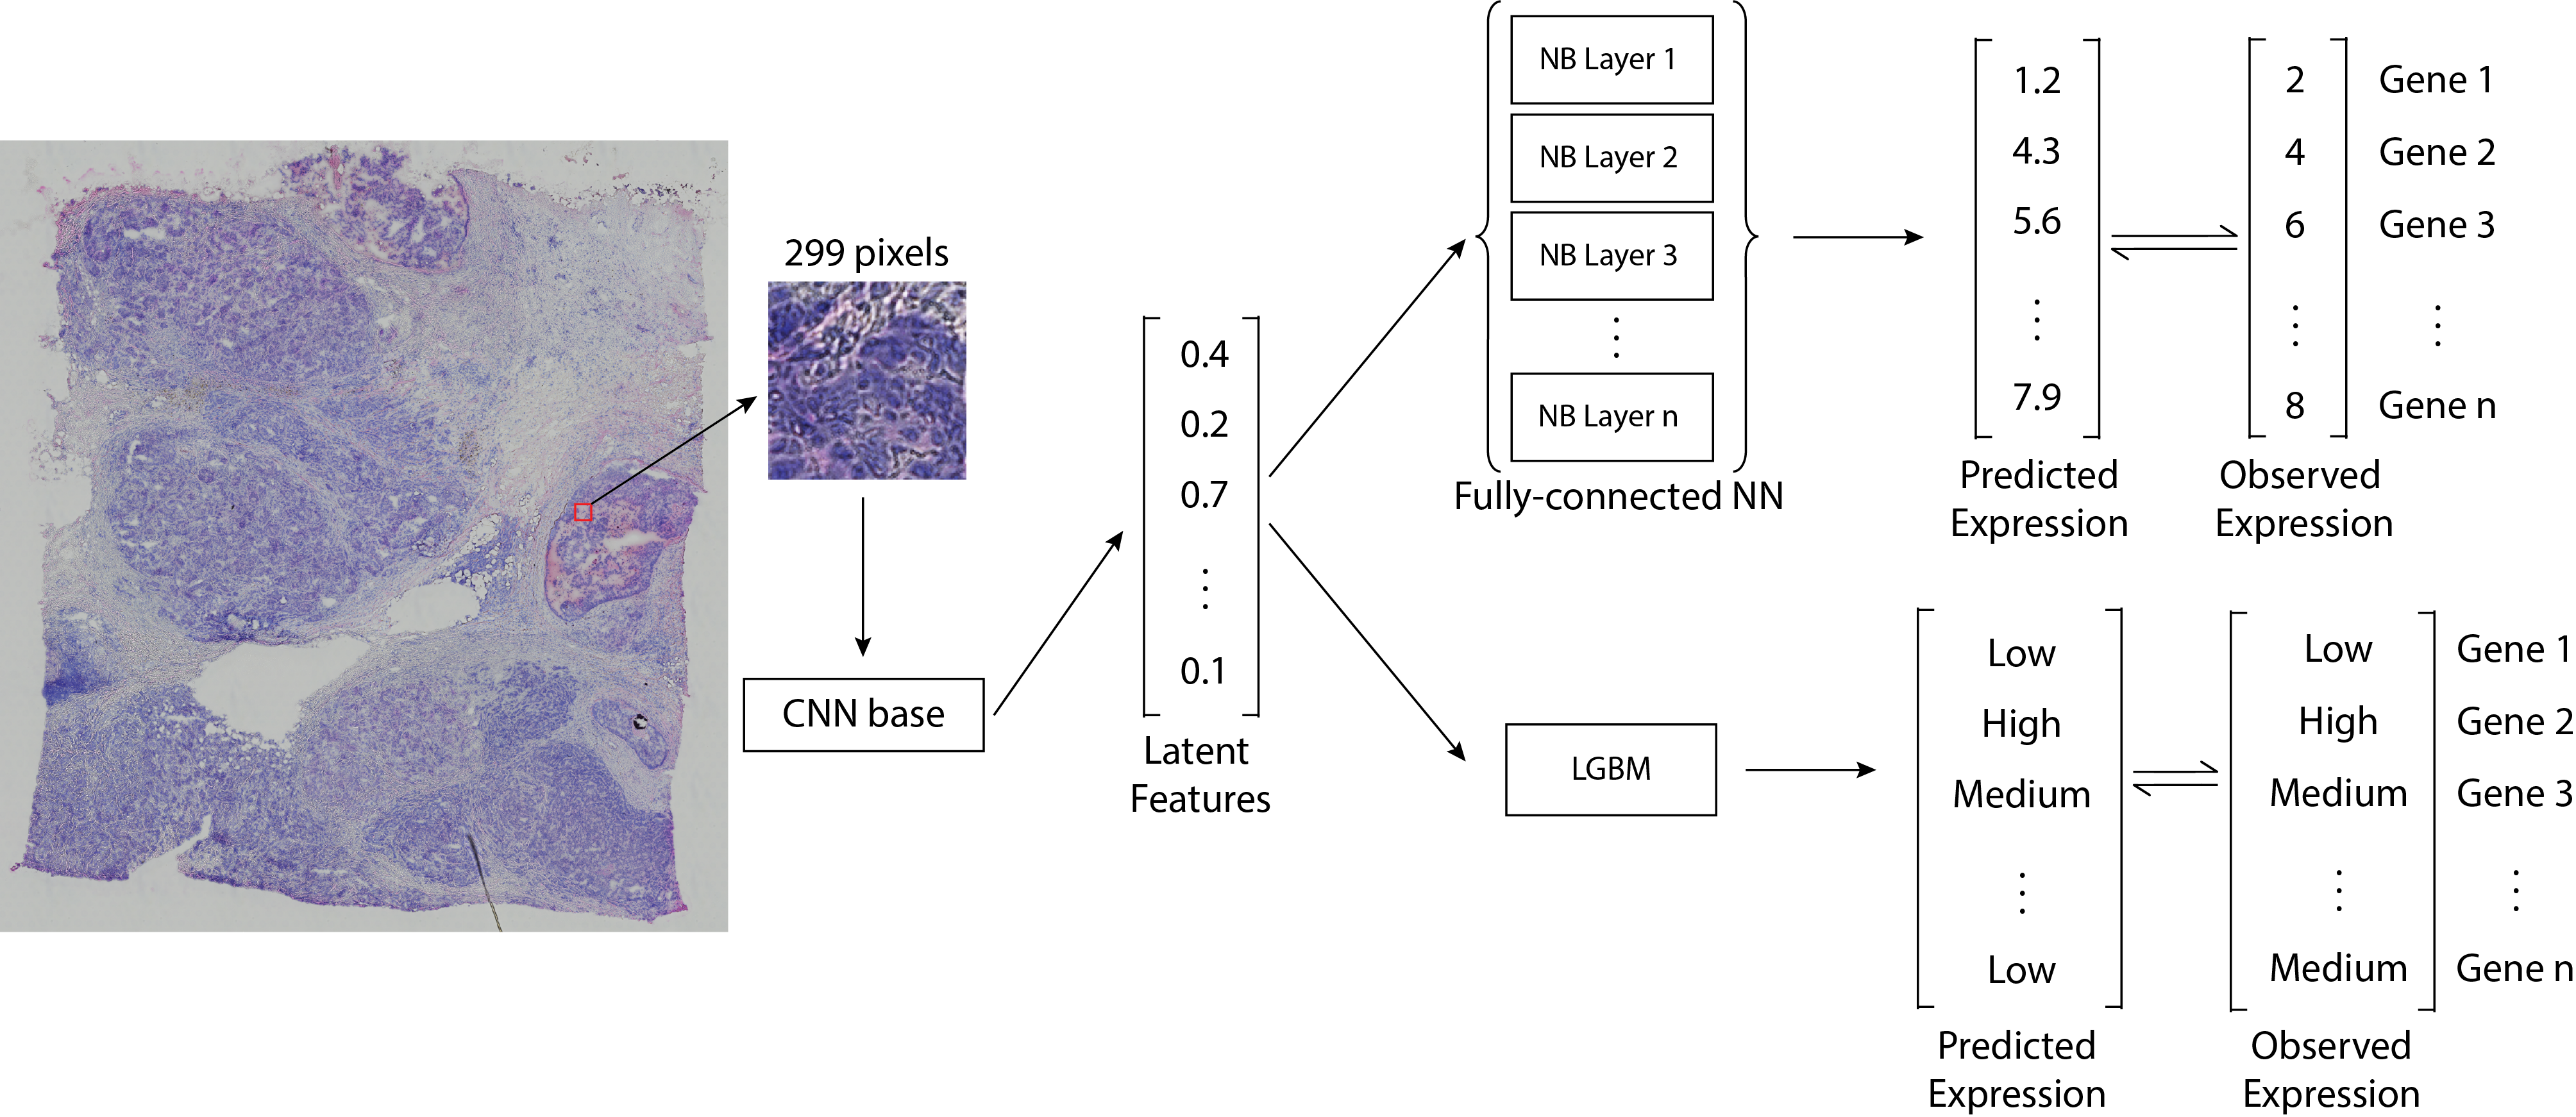 299 pixels
CNN base
0.4
0.2
0.7
0.1
Latent
Features
NB Layer 1
NB Layer 2
NB Layer 3
NB Layer n
Fully-connected NN
1.2
4.3
5.6
7.9
Predicted
Expression
2
4
6
8
Observed
Expression
Gene 1
Gene 2
Gene 3
Gene n
LGBM
Low
High
Medium
Low
Predicted
Expression
Low
High
Medium
Medium
Observed
Expression
Gene 1
Gene 2
Gene 3
Gene n